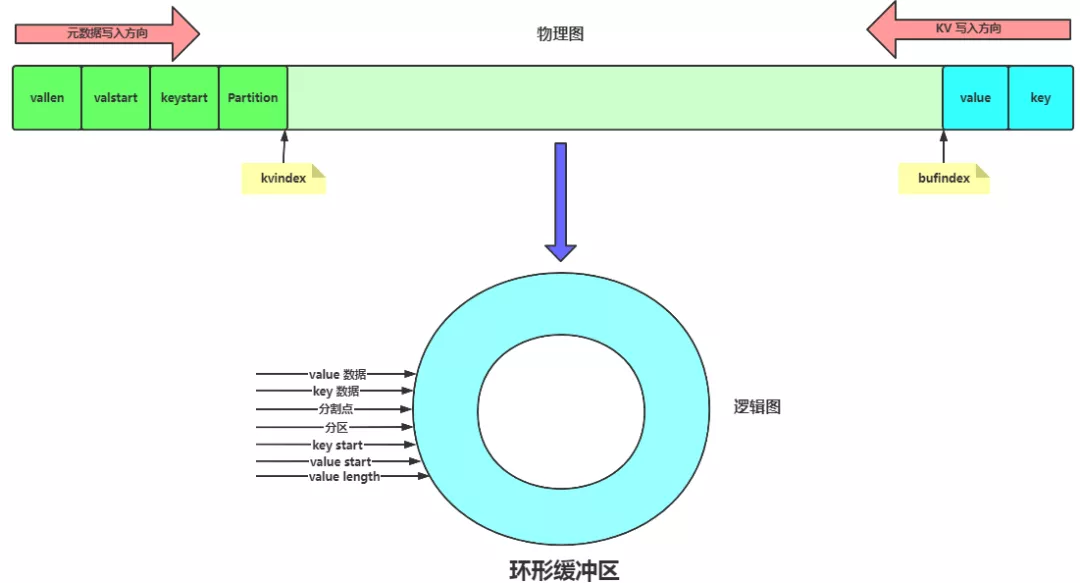 元数据写入方向
物理图
KV 写入方向
vallen
valstart
keystart
Partition
value
key
kvindex
bufindex
value 数据
key 数据
分割点
分区
key start
value start
value length
逻辑图
环形缓冲区